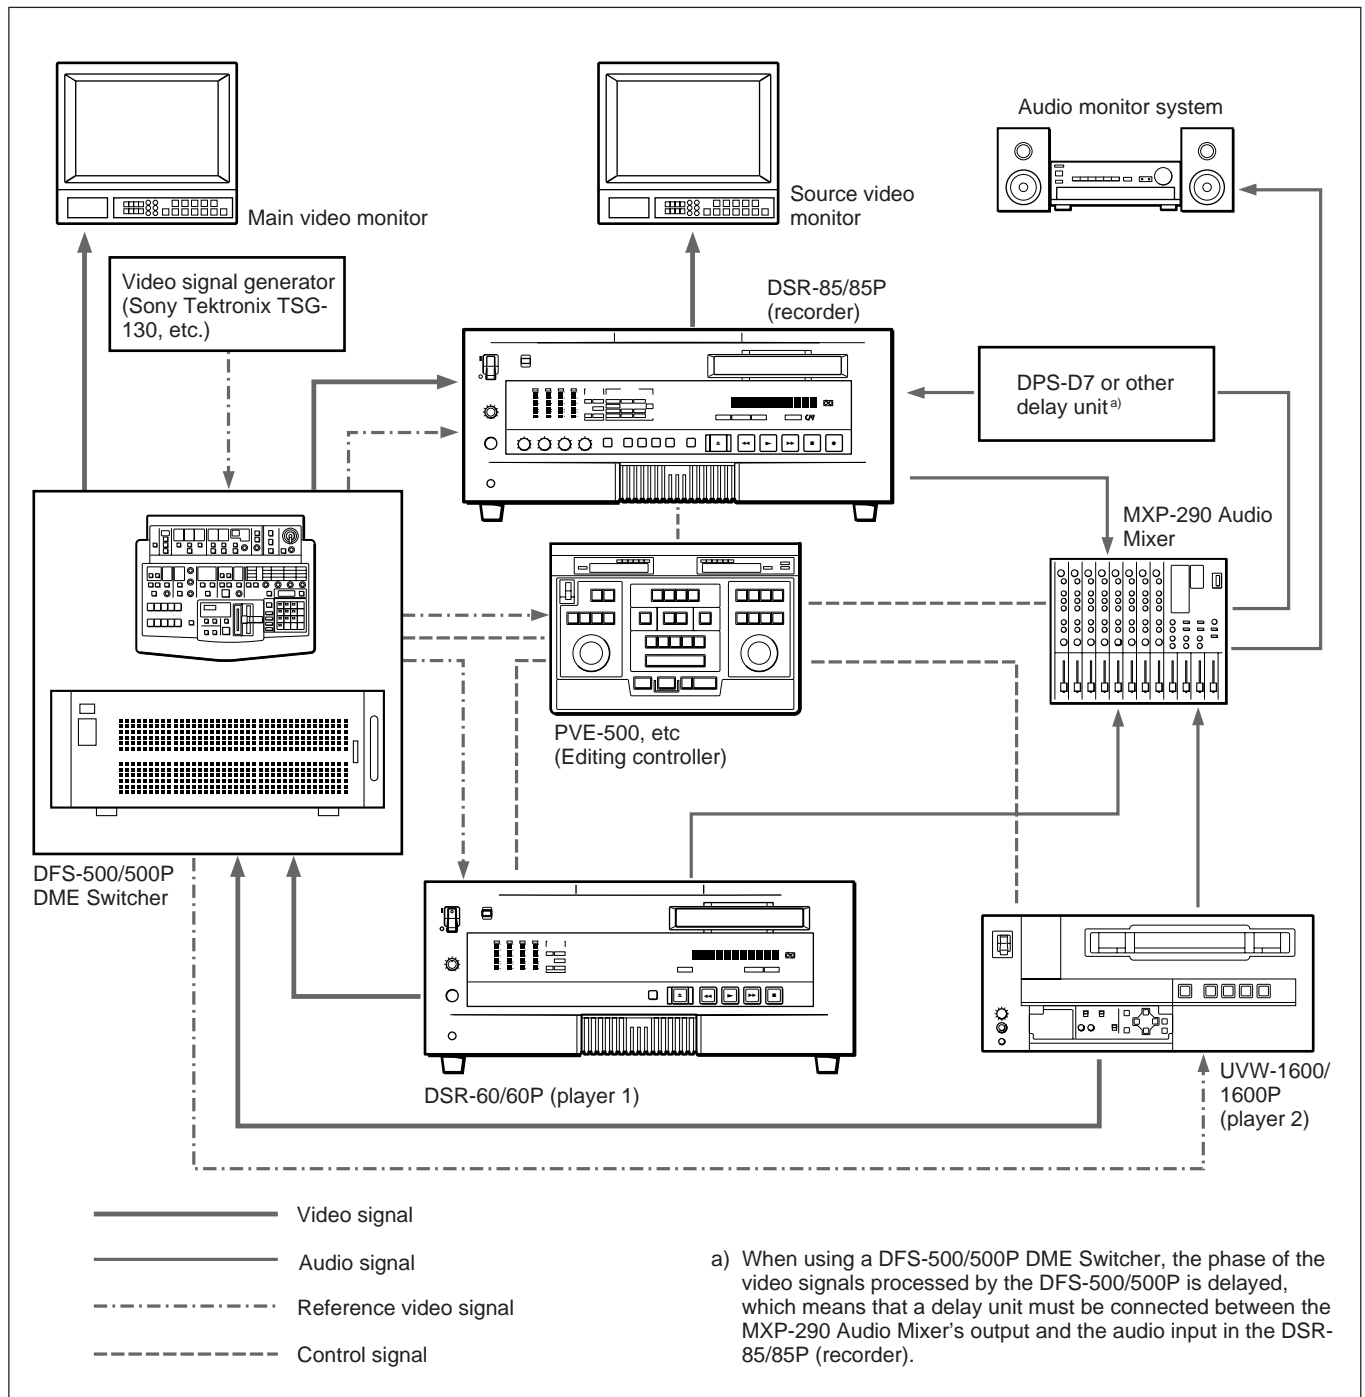 Audio monitor system
Main video monitor
Source video
monitor
Video signal generator
(Sony Tektronix TSG-
130, etc.)
DSR-85/85P
(recorder)
DPS-D7 or other
delay unit a)
MXP-290 Audio
Mixer
PVE-500, etc
(Editing controller)
DFS-500/500P
DME Switcher
DSR-60/60P (player 1)
UVW-1600/
1600P
(player 2)
Video signal
Audio signal
Reference video signal
Control signal
a) When using a DFS-500/500P DME Switcher, the phase of the
video signals processed by the DFS-500/500P is delayed,
which means that a delay unit must be connected between the
MXP-290 Audio Mixer’s output and the audio input in the DSR-
85/85P (recorder).